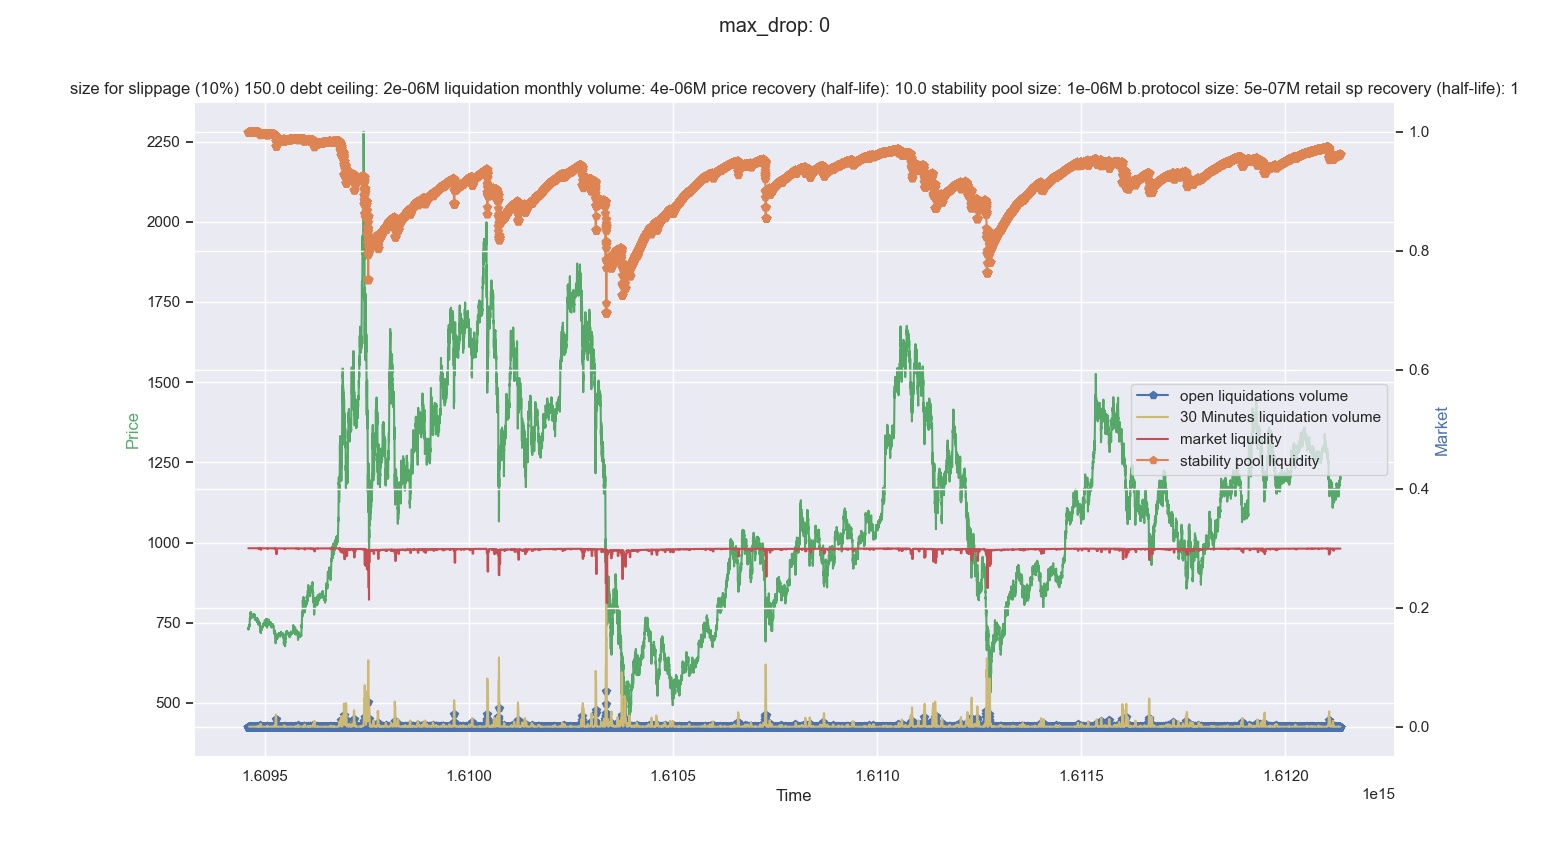 max_drop: 0
size for slippage (10%) 150.0 debt ceiling: 2e-06M liquidation monthly volume: 4e-06M price recovery (half-life): 10.0 stability pool size: 1e-06M b.protocol size: 5e-07M retail sp recovery (half-life): 1
2250
2000
1750
1500
1250
1000
750
500
Price
1.0
0.8
0.6
0.4
0.2
0.0
Market
open liquidations volume
30 Minutes liquidation volume
market liquidity
stability pool liquidity
1.6095
1.6100
1.6105
1.6110
1.6115
1.6120
Time
1e15